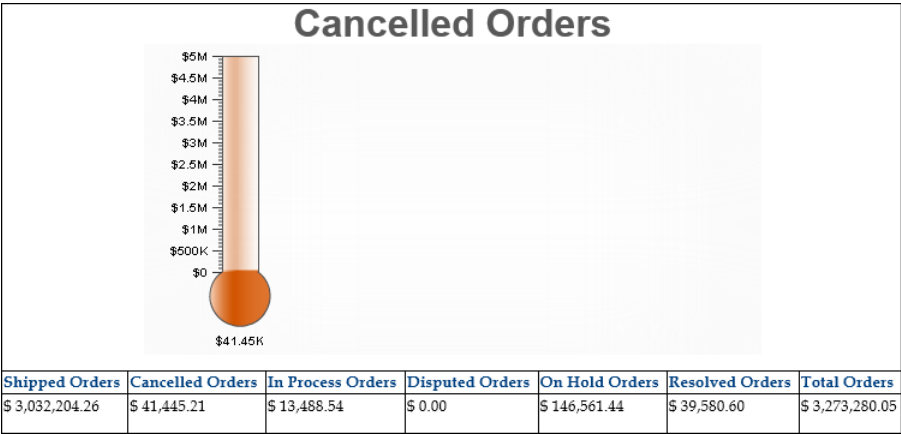 Cancelled Orders
$5M
$4.5M
$4M
$3.5M
$3M
$2.5M
$2M
$1.5M
$1M
$500K
$0
$41.45K
Shipped Orders Cancelled Orders In Process Orders Disputed Orders On Hold Orders Resolved Orders Total Orders
$ 3,032,204.26 $ 41,445.21 $ 13,488.54 $ 0.00 $ 146,561.44 $ 39,580.60 $ 3,273,280.05